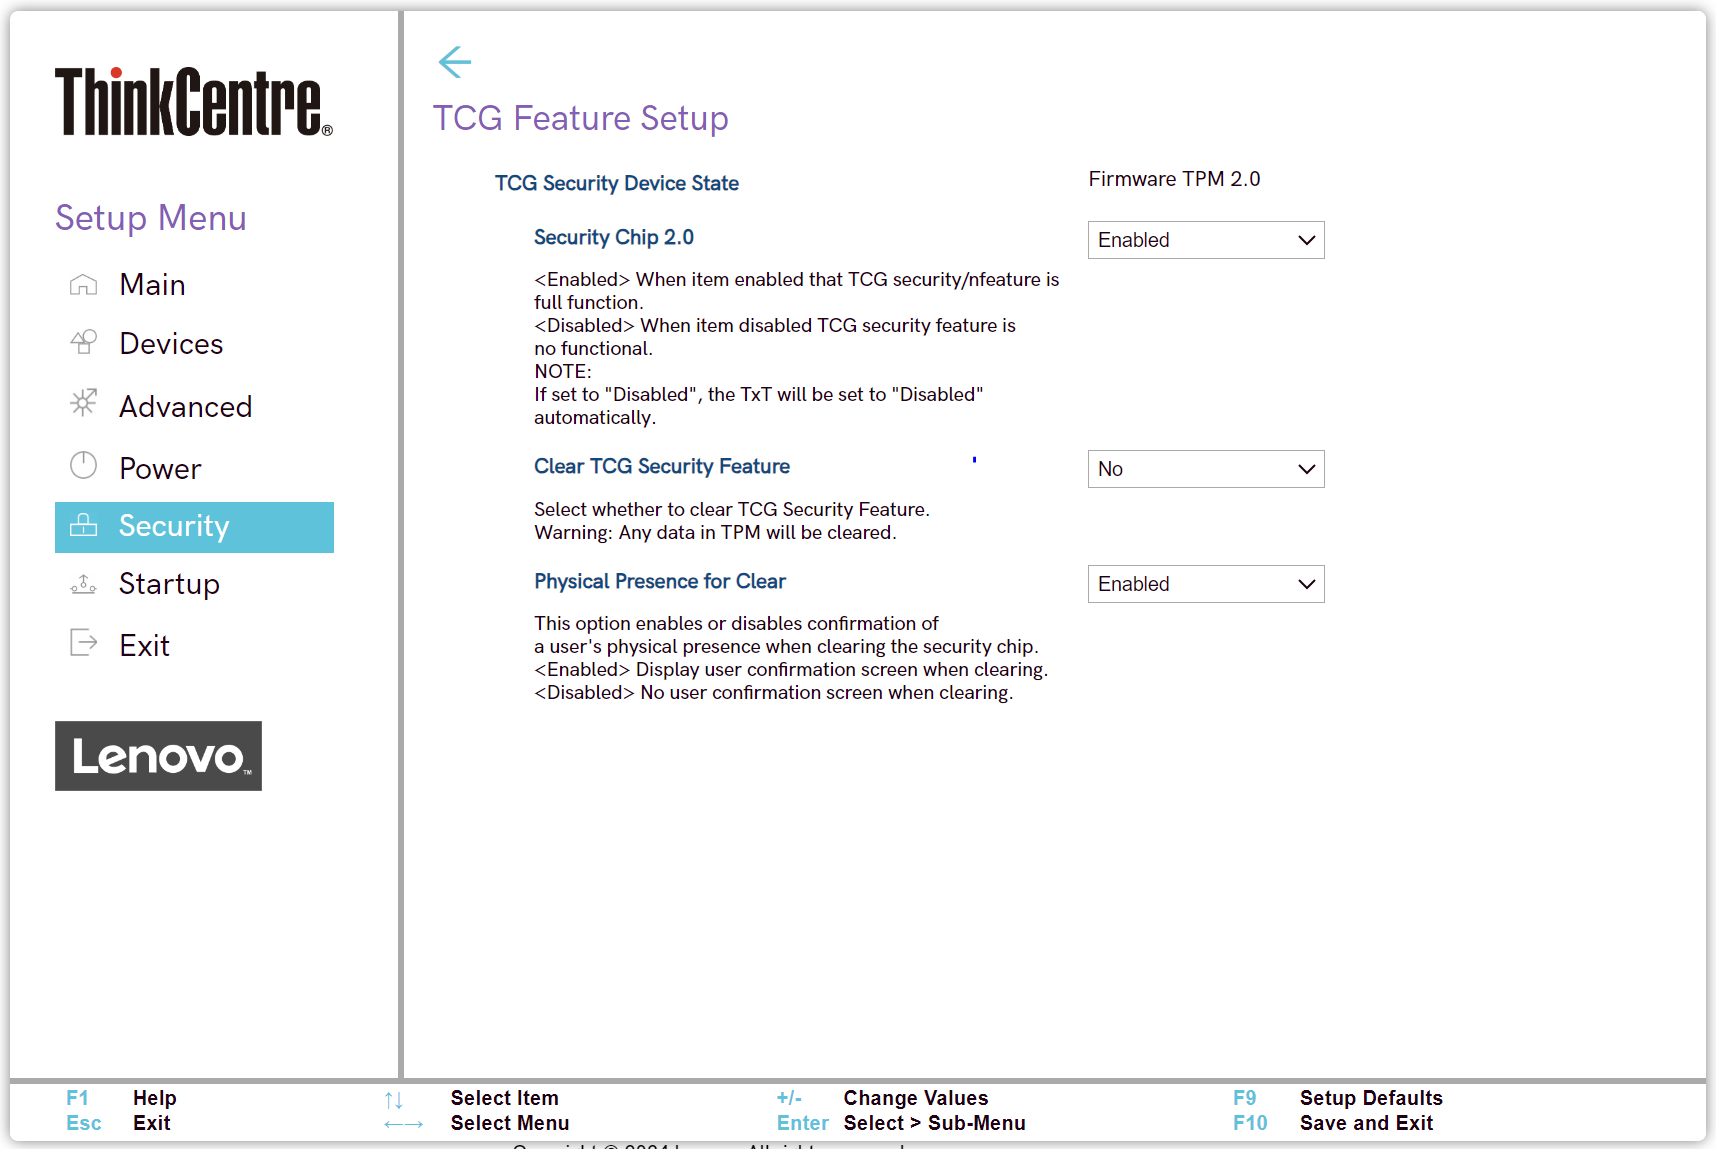 ThinkCentre®
Setup Menu
Main
Devices
Advanced
Power
Security
Startup
Exit
Lenovo™
TCG Feature Setup
TCG Security Device State
Firmware TPM 2.0
Security Chip 2.0
Enabled
<Enabled> When item enabled that TCG security/nfeature is
full function.
<Disabled> When item disabled TCG security feature is
no functional.
NOTE:
If set to "Disabled", the TxT will be set to "Disabled"
automatically.
Clear TCG Security Feature
No
Select whether to clear TCG Security Feature.
Warning: Any data in TPM will be cleared.
Physical Presence for Clear
Enabled
This option enables or disables confirmation of
a user's physical presence when clearing the security chip.
<Enabled> Display user confirmation screen when clearing.
<Disabled> No user confirmation screen when clearing.
F1 Help ↑↓ Select Item +/- Change Values F9 Setup Defaults
Esc Exit ←→ Select Menu Enter Select > Sub-Menu F10 Save and Exit